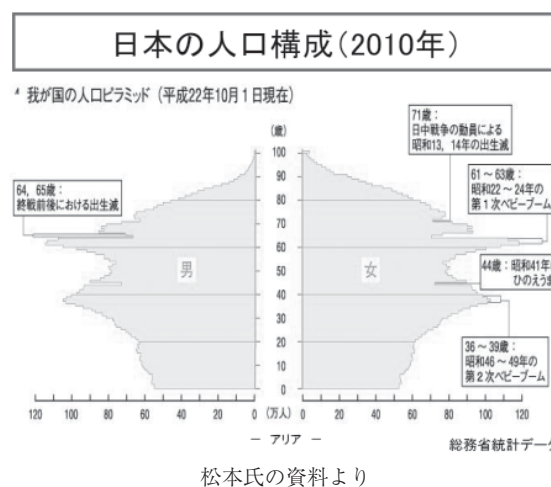 日本の人口構成（2010年）
我が国の人口ピラミッド（平成22年10月1日現在）
（歳）
71歳：
日中戦争の動員による
昭和13，14年の出生減
64，65歳：
終戦前後における出生減
61～63歳：
昭和22～24年の
第1次ベビーブーム
44歳：昭和41年
ひのえうま
36～39歳：
昭和46～49年の
第2次ベビーブーム
男
女
100
90
80
70
60
50
40
30
20
10
0
120 100 80 60 40 20 0 （万人） 0 20 40 60 80 100 120
― アリア ―
総務省統計データ
松本氏の資料より